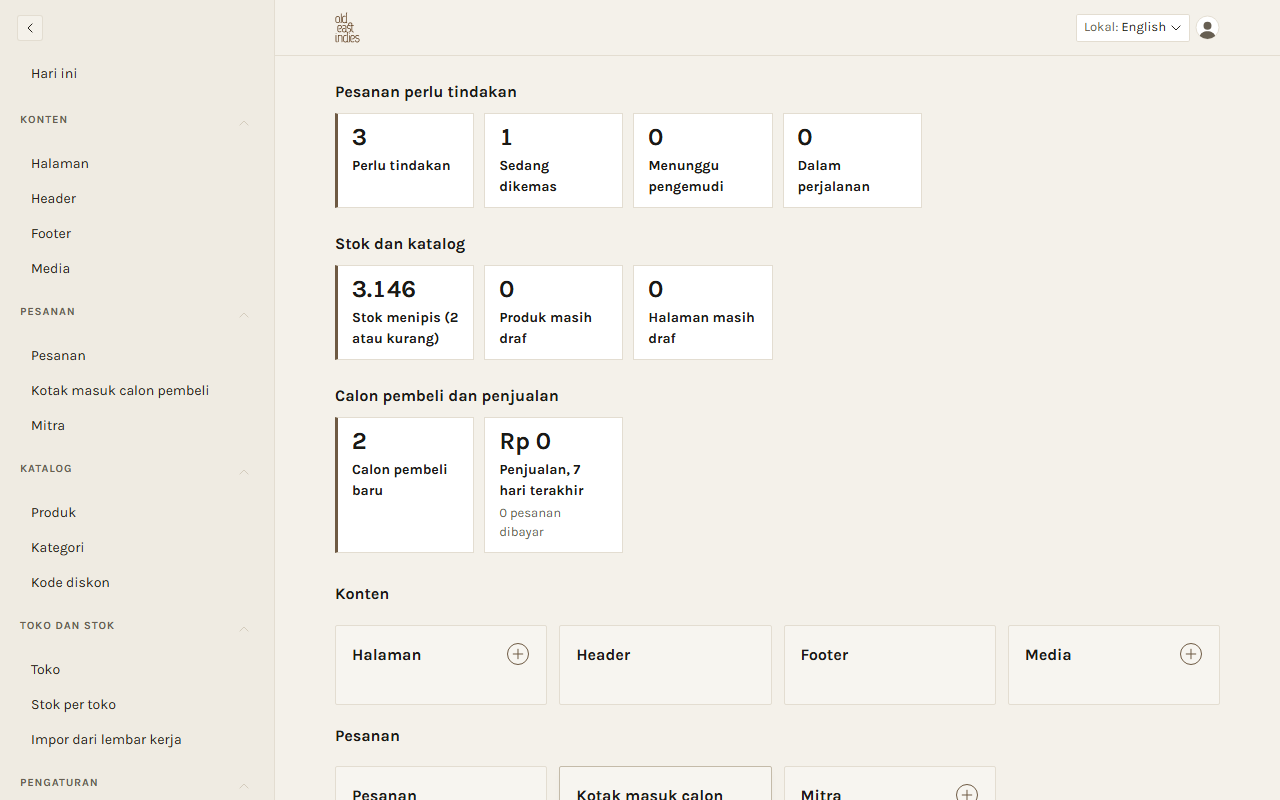 old
east
indies
Lokal: English
Hari ini
KONTEN
Halaman
Header
Footer
Media
PESANAN
Pesanan
Kotak masuk calon pembeli
Mitra
KATALOG
Produk
Kategori
Kode diskon
TOKO DAN STOK
Toko
Stok per toko
Impor dari lembar kerja
PENGATURAN
Pesanan perlu tindakan
3
Perlu tindakan
1
Sedang
dikemas
0
Menunggu
pengemudi
0
Dalam
perjalanan
Stok dan katalog
3.146
Stok menipis (2
atau kurang)
0
Produk masih
draf
0
Halaman masih
draf
Calon pembeli dan penjualan
2
Calon pembeli
baru
Rp 0
Penjualan, 7
hari terakhir
0 pesanan
dibayar
Konten
Halaman
Header
Footer
Media
Pesanan
Pesanan
Kotak masuk calon
Mitra